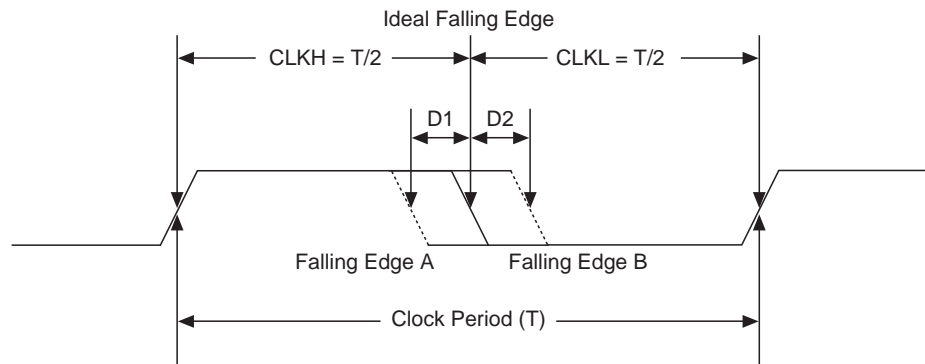 Ideal Falling Edge
CLKH = T/2
CLKL = T/2
D1
D2
Falling Edge A
Falling Edge B
Clock Period (T)